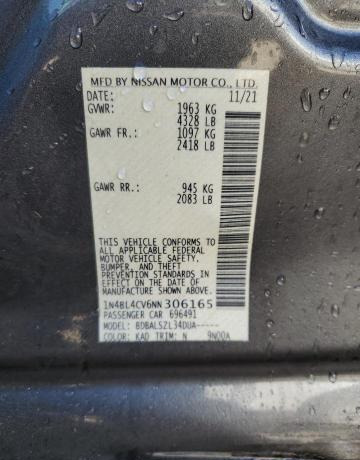 MFD BY NISSAN MOTOR CO., LTD.
DATE: 11/21
GVWR: 1963 KG
4328 LB
GAWR FR.: 1097 KG
2418 LB
GAWR RR.: 945 KG
2083 LB
THIS VEHICLE CONFORMS TO
ALL APPLICABLE FEDERAL
MOTOR VEHICLE SAFETY,
BUMPER, AND THEFT
PREVENTION STANDARDS IN
EFFECT ON THE DATE OF
MANUFACTURE SHOWN ABOVE.
1N4BL4CV6NN306165
PASSENGER CAR 696491
MODEL: BDBALSZL34DUA-----
COLOR: KAD TRIM: N 9N00A